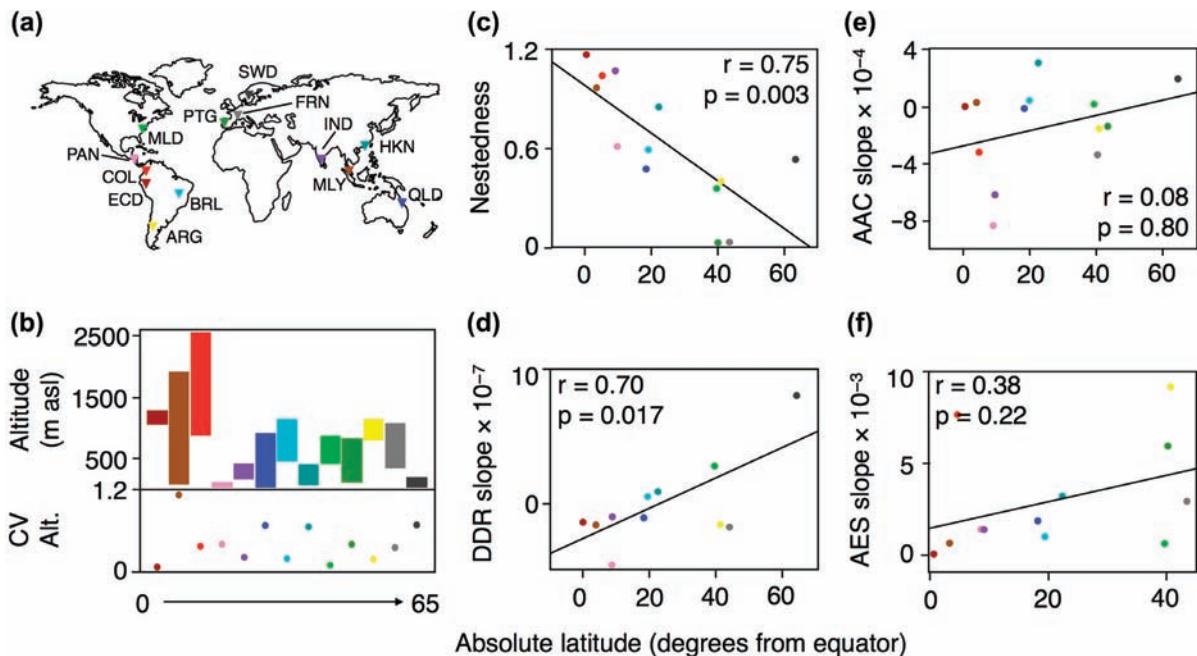 (a)
SWD
FRN
PTG
IND
MLD
HKN
PAN
COL
MLY
QLD
ECD
BRL
ARG
(b)
2500
1500
500
Altitude
(m asl)
1.2
0
CV
Alt.
0
65
(c)
1.2
0.6
0
Nestedness
r = 0.75
p = 0.003
0 20 40 60
(d)
10
0
DDR slope × 10⁻⁷
r = 0.70
p = 0.017
0 20 40 60
(e)
4
0
−4
−8
AAC slope × 10⁻⁴
r = 0.08
p = 0.80
0 20 40 60
(f)
10
5
0
AES slope × 10⁻³
r = 0.38
p = 0.22
0 20 40
Absolute latitude (degrees from equator)